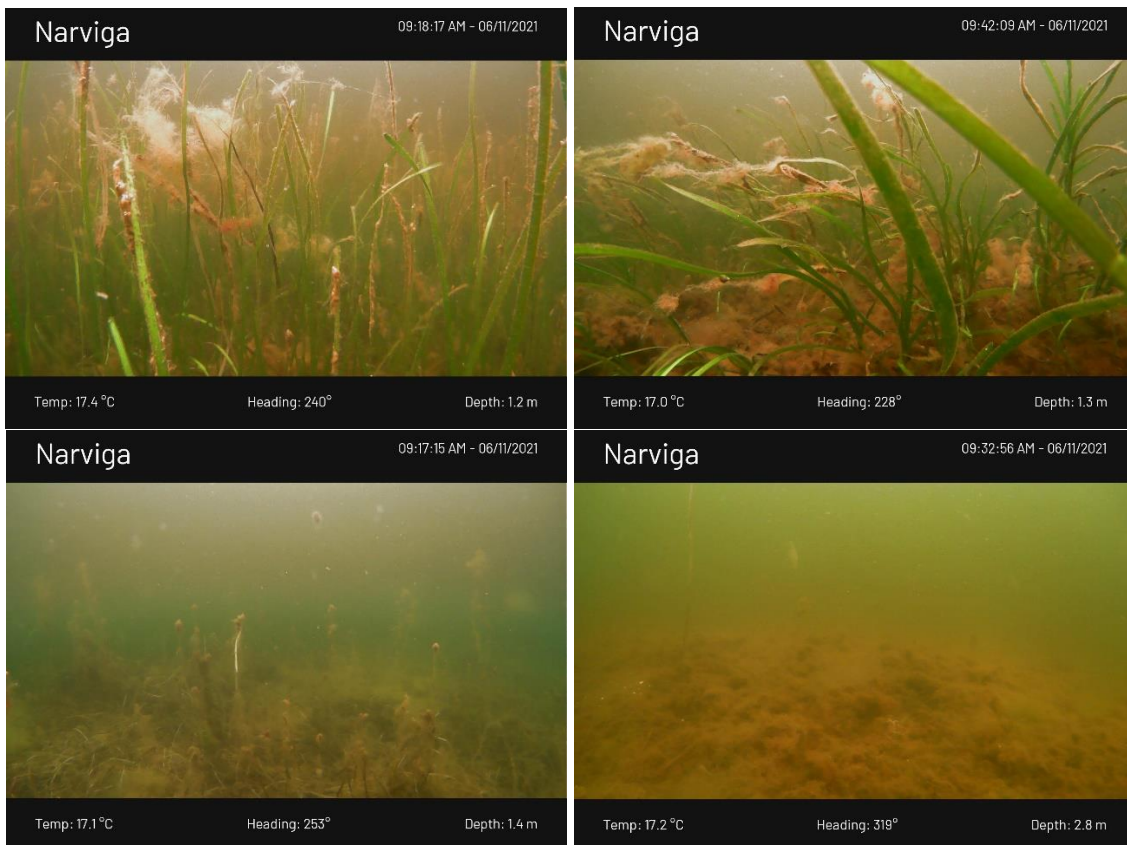 Narviga 09:18:17 AM - 06/11/2021
Temp: 17.4 °C Heading: 240° Depth: 1.2 m
Narviga 09:42:09 AM - 06/11/2021
Temp: 17.0 °C Heading: 228° Depth: 1.3 m
Narviga 09:17:15 AM - 06/11/2021
Temp: 17.1 °C Heading: 253° Depth: 1.4 m
Narviga 09:32:56 AM - 06/11/2021
Temp: 17.2 °C Heading: 319° Depth: 2.8 m